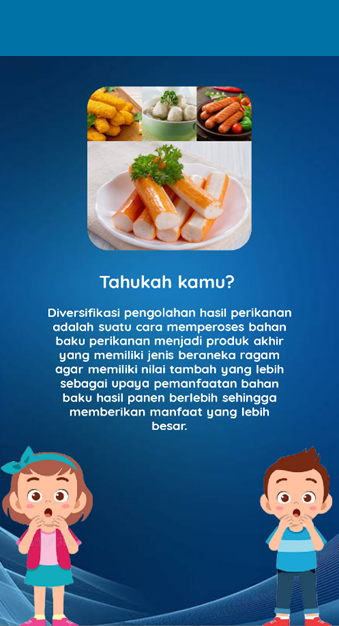 Tahukah kamu?
Diversifikasi pengolahan hasil perikanan
adalah suatu cara memperoses bahan
baku perikanan menjadi produk akhir
yang memiliki jenis beraneka ragam
agar memiliki nilai tambah yang lebih
sebagai upaya pemanfaatan bahan
baku hasil panen berlebih sehingga
memberikan manfaat yang lebih
besar.